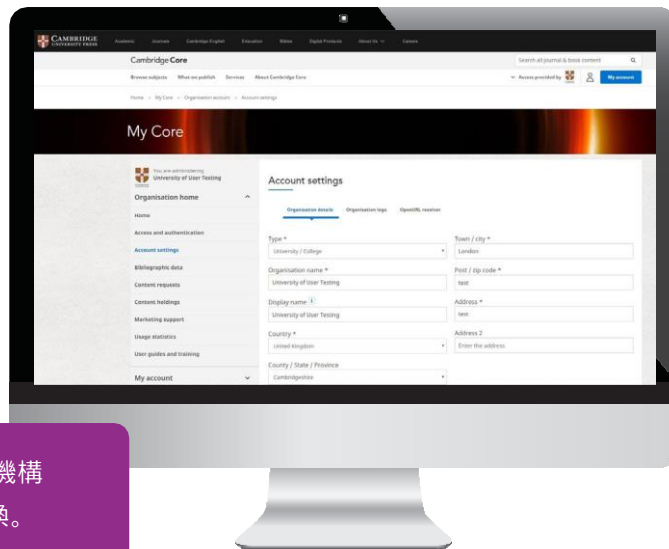 CAMBRIDGE
UNIVERSITY PRESS
Academic Journals Cambridge English Education Bibles Digital Products About Us Careers
Cambridge Core
Search all journal & book content
Browse subjects What we publish Services About Cambridge Core
Access provided by
My account
Home > My Core > Organisation account > Account settings
My Core
You are administering
University of User Testing
Organisation home
Home
Access and authentication
Account settings
Bibliographic data
Content requests
Content holdings
Marketing support
Usage statistics
User guides and training
My account
Account settings
Organisation details Organisation logo OpenURL resolver
Type *
University / College
Organisation name *
University of User Testing
Display name i
University of User Testing
Country *
United Kingdom
County / State / Province
Cambridgeshire
Town / city *
London
Post / zip code *
test
Address *
test
Address 2
Enter the address
機構
換。